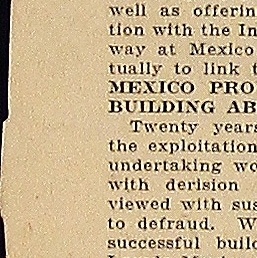 well as offerin
tion with the In
way at Mexico
tually to link t
MEXICO PRO
BUILDING AB
Twenty years
the exploitation
undertaking wo
with derision
viewed with sus
to defraud. W
successful buil